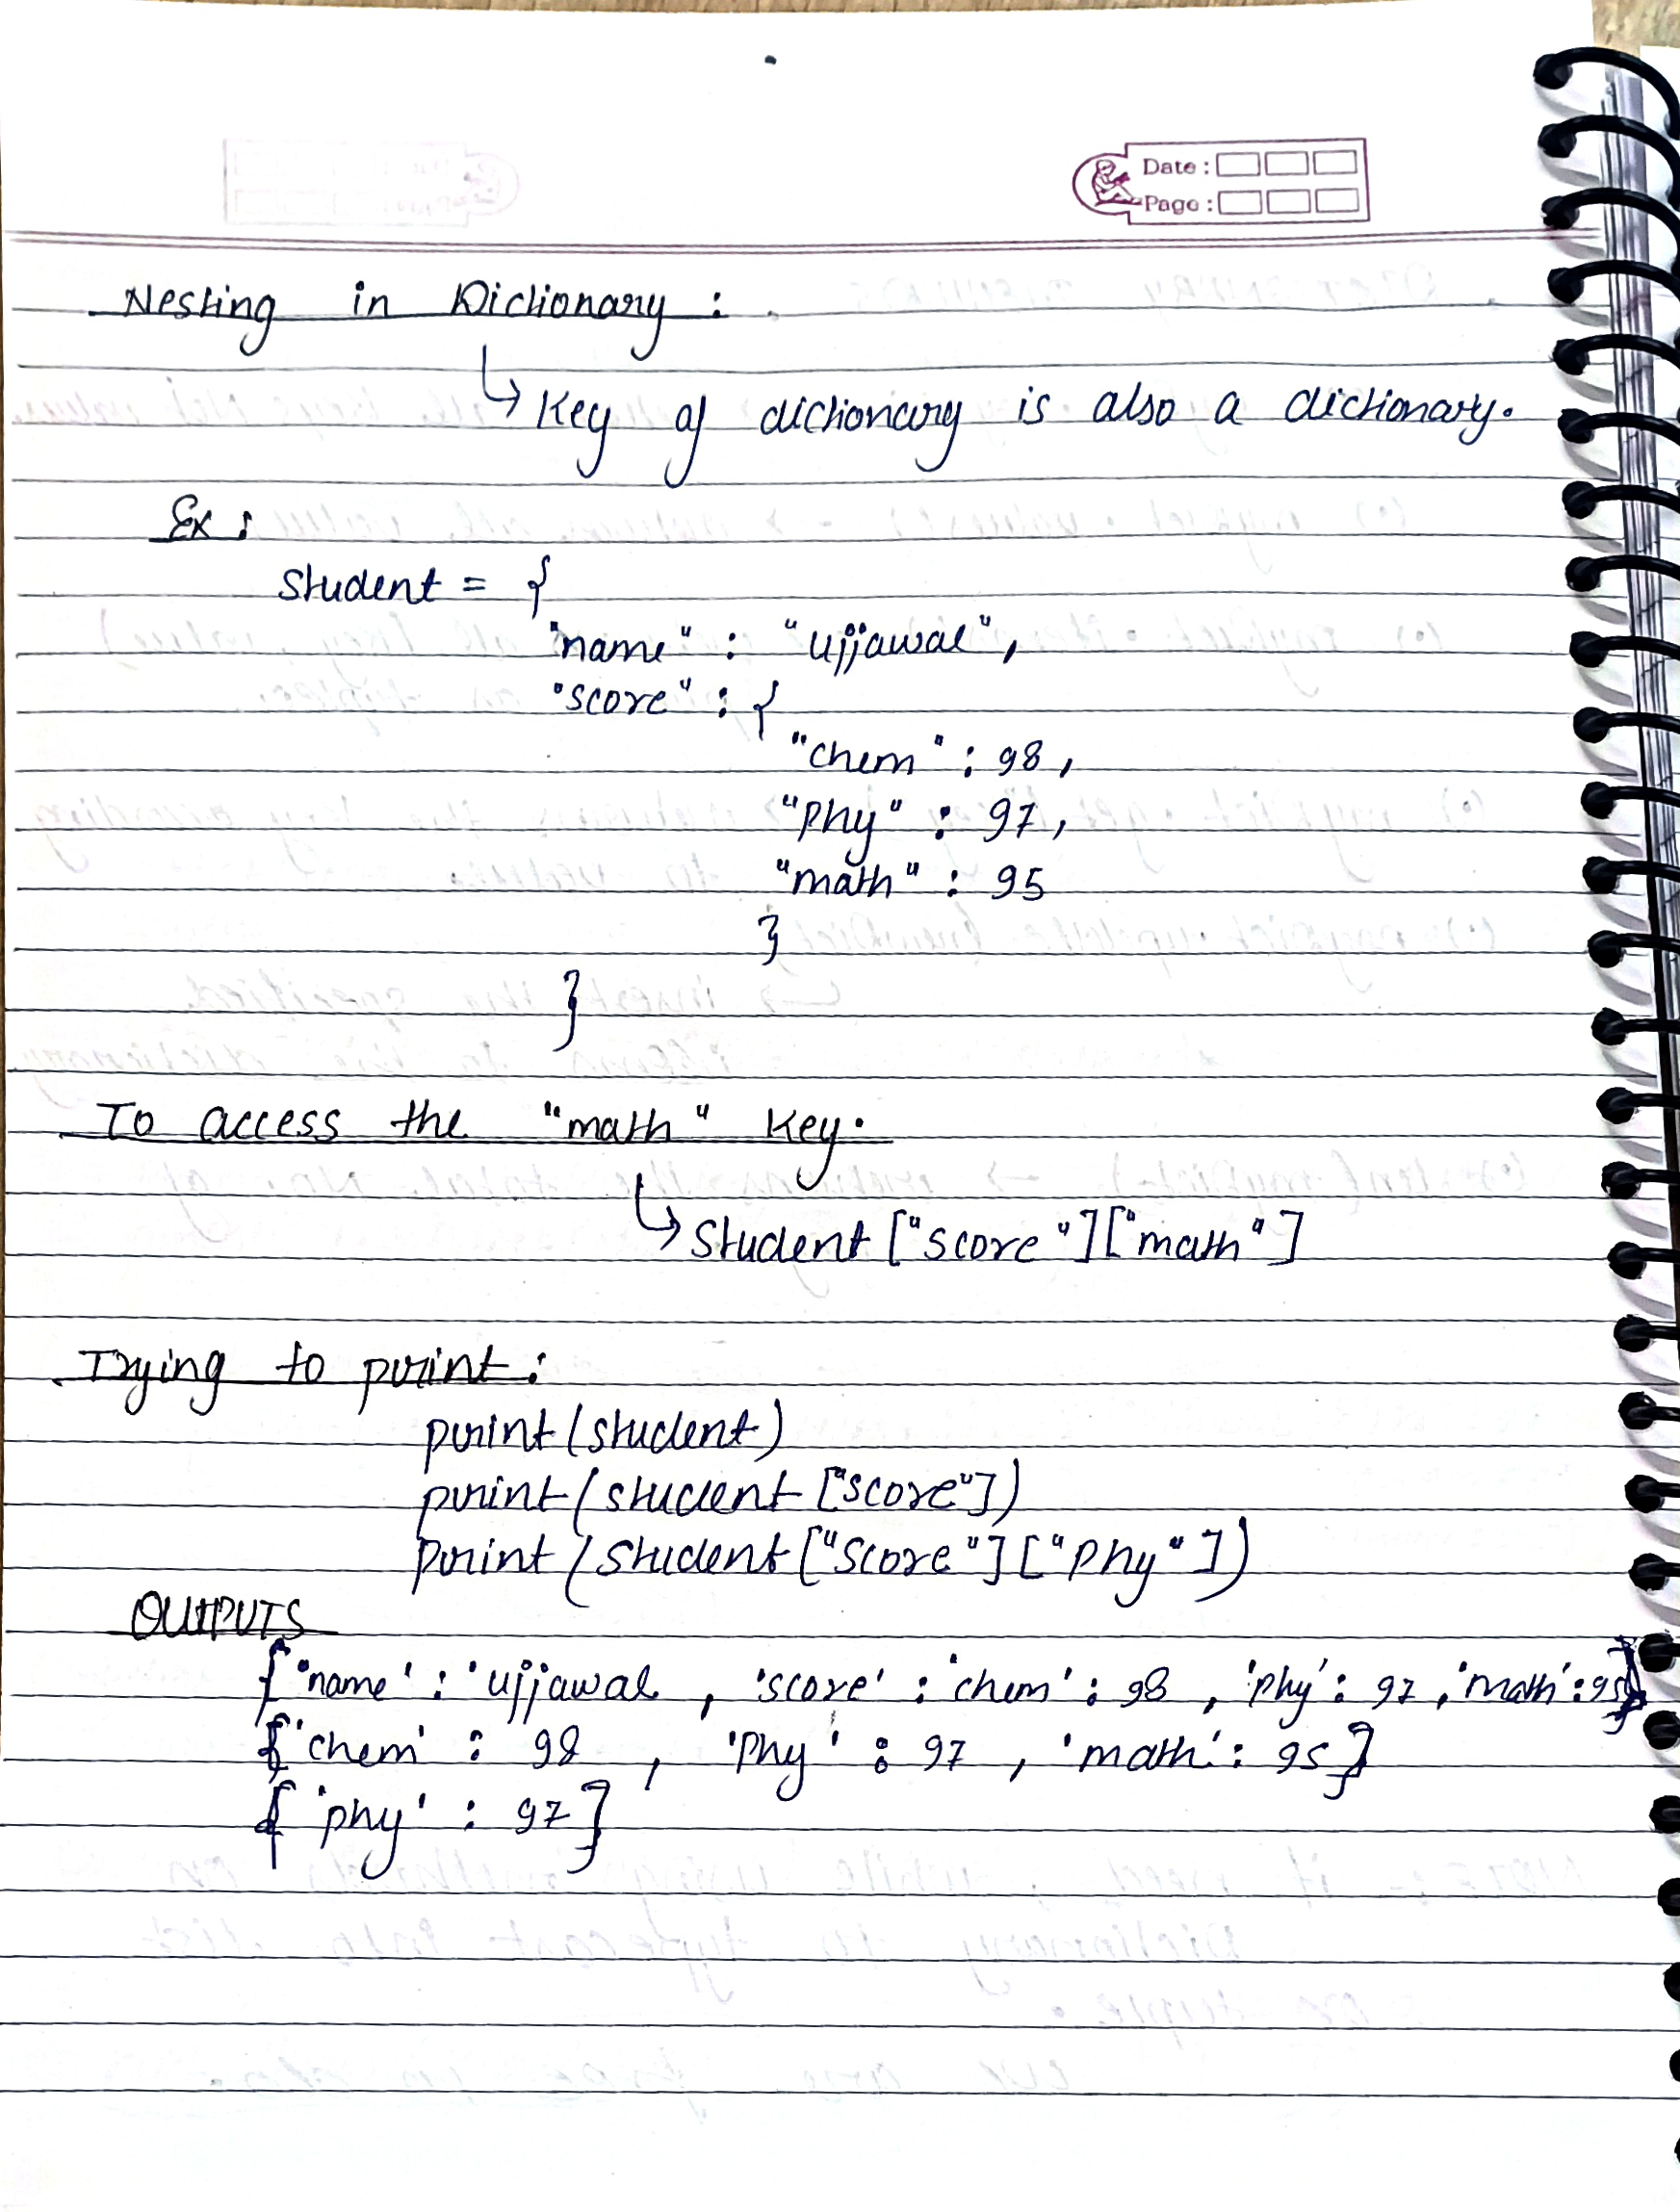 Date :
Page :
Nesting in Dictionary :
↳ Key of dictionary is also a dictionary.
Ex :
Student = {
"name" : "Ujjawal",
"score" : {
"chem" : 98,
"Phy" : 97,
"math" : 95
}
}
To access the "math" key.
↳ Student ["score"]["math"]
Trying to print :
print (student)
print (student ["score"])
print (student ["score"] ["phy"])
OUTPUTS
{'name' : 'Ujjawal , 'score' : 'chem' : 98 , 'phy' : 97 , 'math' : 95}
{'chem' : 98 , 'Phy' : 97 , 'math' : 95}
{'phy' : 97}